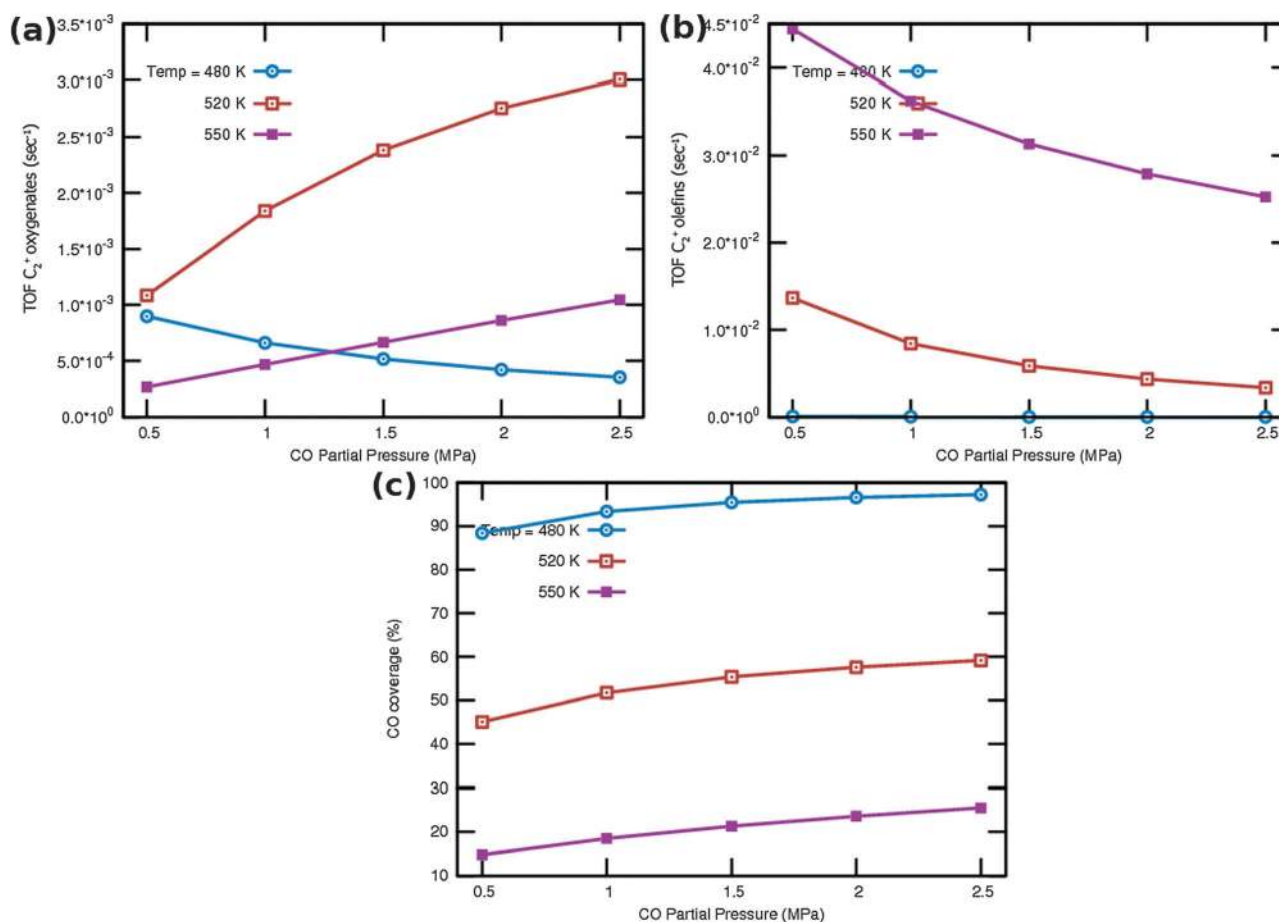 (a)
TOF C₂⁺ oxygenates (sec⁻¹)
3.5*10⁻³
3.0*10⁻³
2.5*10⁻³
2.0*10⁻³
1.5*10⁻³
1.0*10⁻³
5.0*10⁻⁴
0.0*10⁰
Temp = 480 K
520 K
550 K
0.5 1 1.5 2 2.5
CO Partial Pressure (MPa)
(b)
TOF C₂⁺ olefins (sec⁻¹)
4.5*10⁻²
4.0*10⁻²
3.0*10⁻²
2.0*10⁻²
1.0*10⁻²
0.0*10⁰
Temp = 480 K
520 K
550 K
0.5 1 1.5 2 2.5
CO Partial Pressure (MPa)
(c)
CO coverage (%)
100
90
80
70
60
50
40
30
20
10
Temp = 480 K
520 K
550 K
0.5 1 1.5 2 2.5
CO Partial Pressure (MPa)